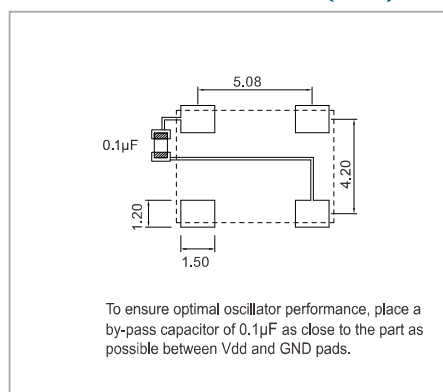 5.08
0.1µF
4.20
1.20
1.50
To ensure optimal oscillator performance, place a
by-pass capacitor of 0.1µF as close to the part as
possible between Vdd and GND pads.